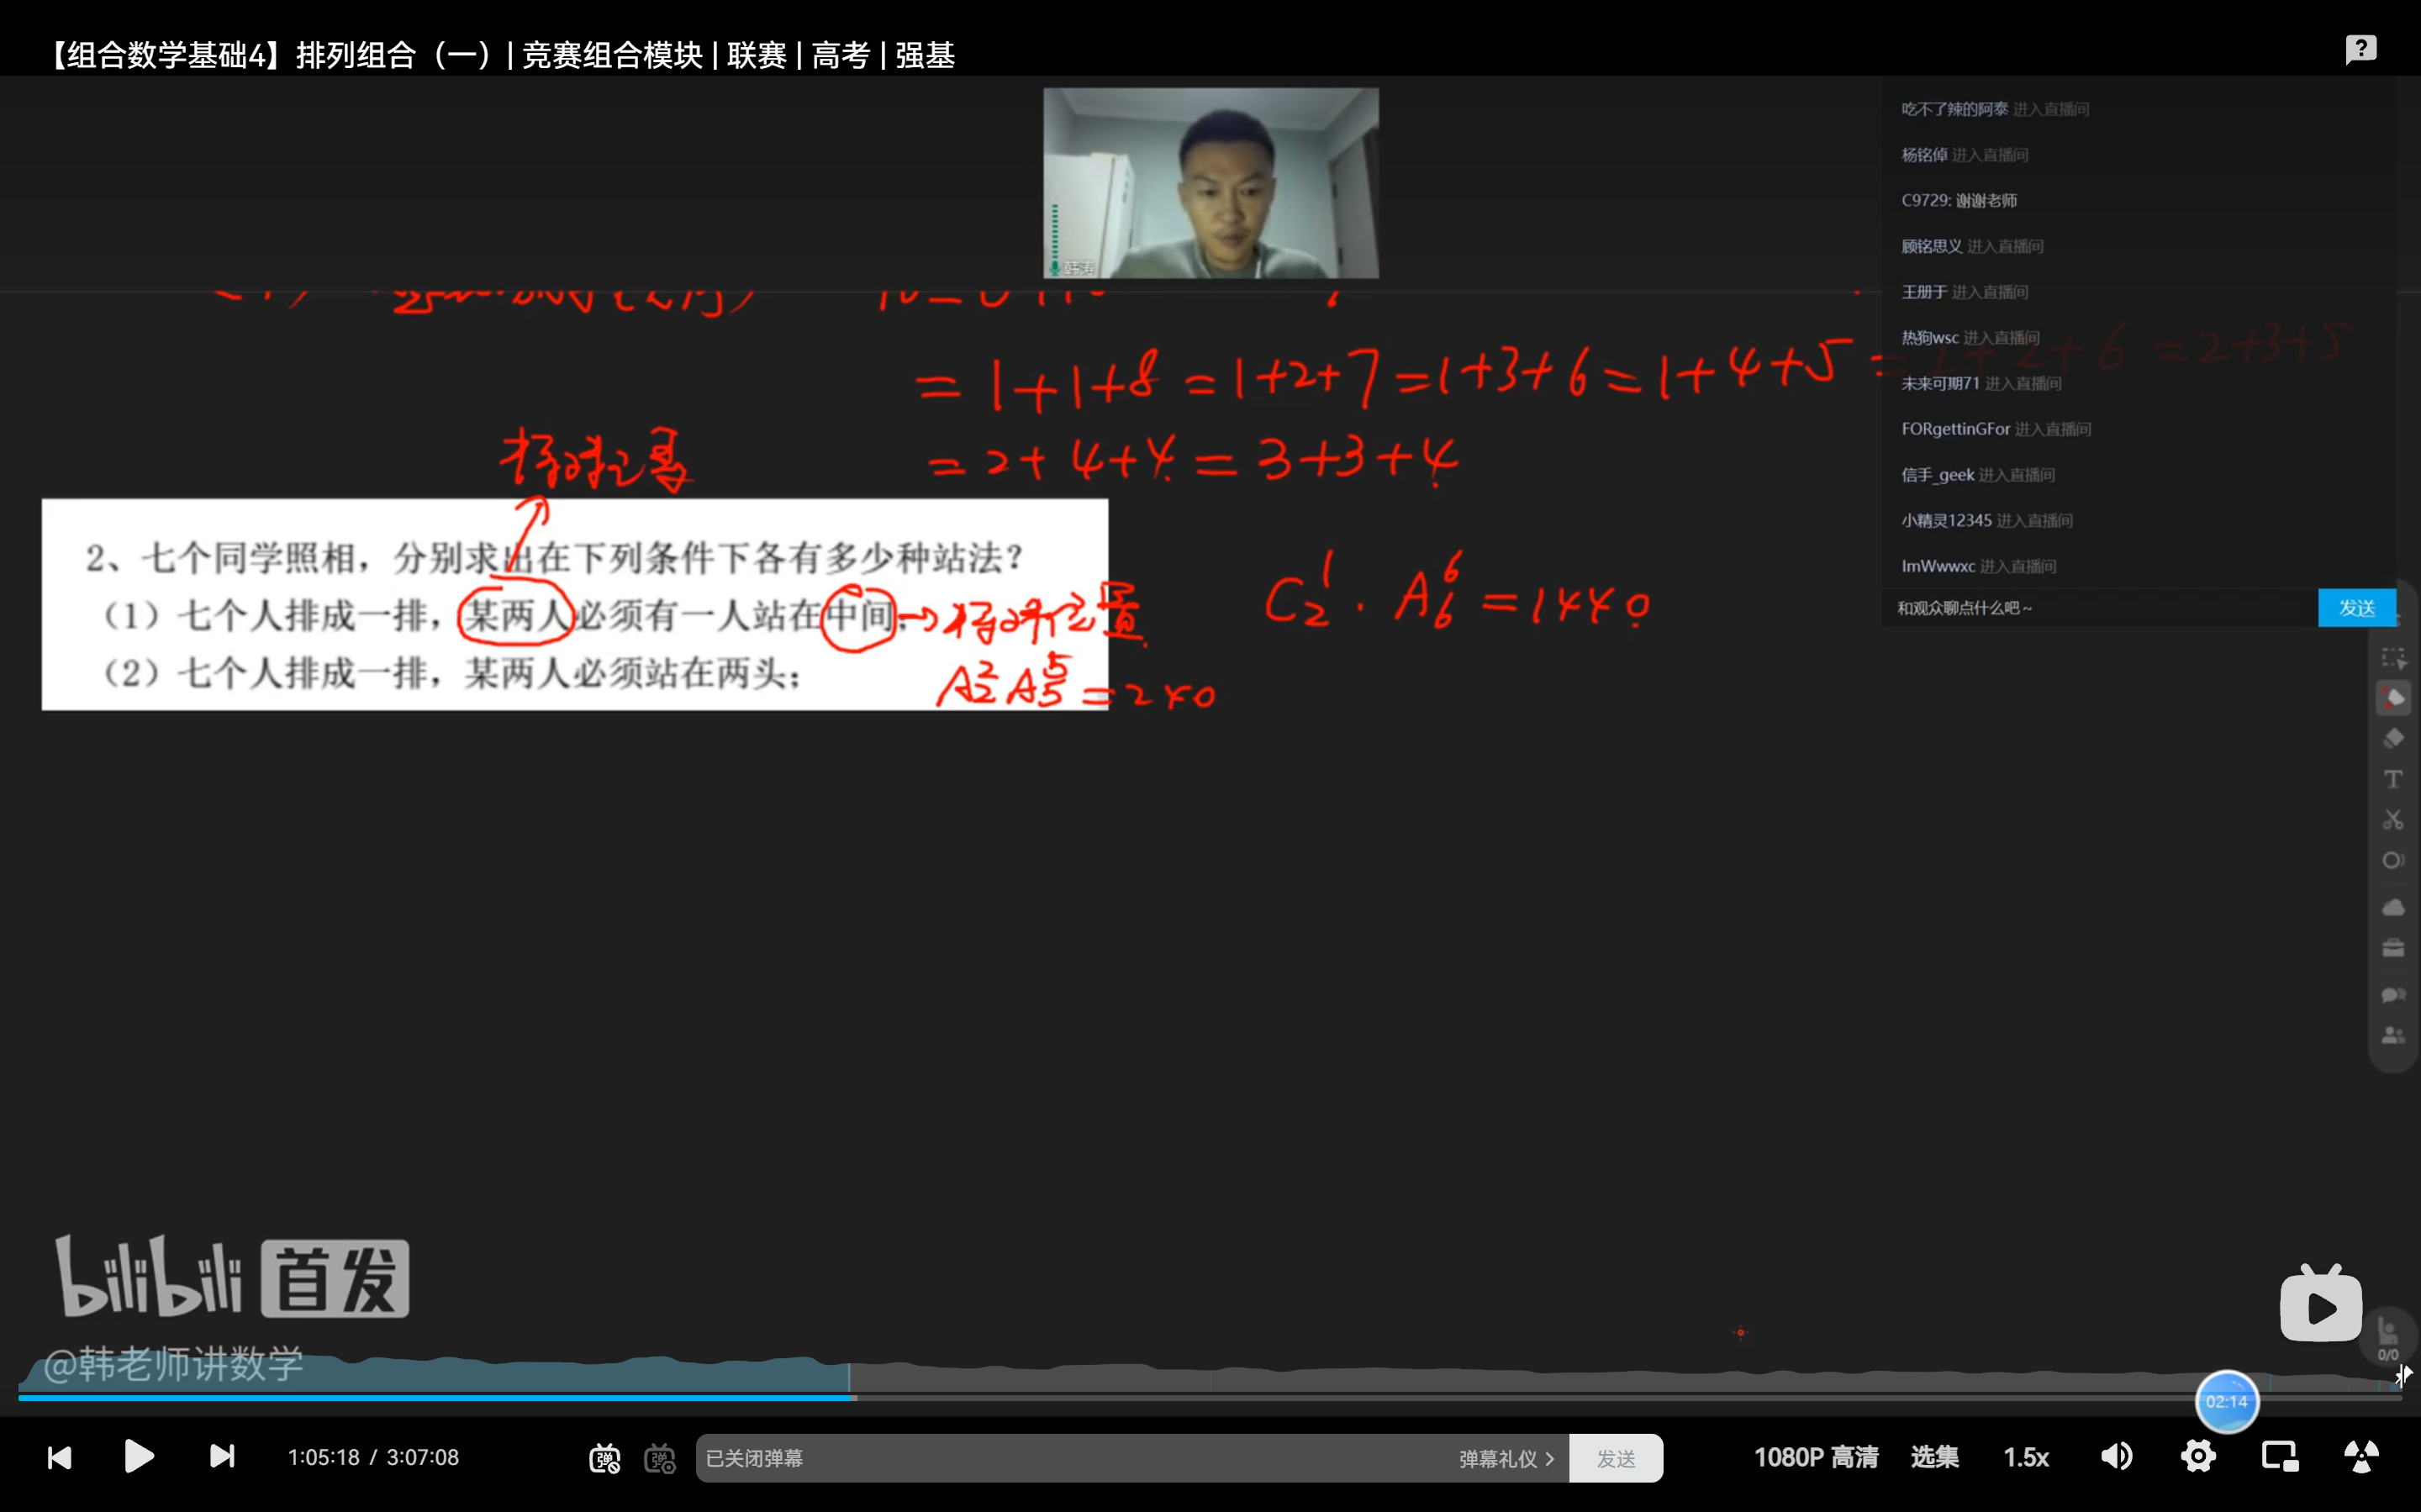 【组合数学基础4】排列组合（一）| 竞赛组合模块 | 联赛 | 高考 | 强基
吃不了辣的阿泰 进入直播间
杨铭倬 进入直播间
C9729: 谢谢老师
顾铭思义 进入直播间
王册于 进入直播间
热狗wsc 进入直播间
未来可期71 进入直播间
FORgettinGFor 进入直播间
信手_geek 进入直播间
小精灵12345 进入直播间
ImWwwxc 进入直播间
和观众聊点什么吧~
发送
韩涛
= 1+1+8 = 1+2+7 = 1+3+6 = 1+4+5 = 2+2+6 = 2+3+5
= 2+4+4 = 3+3+4
特殊元素
2、七个同学照相，分别求出在下列条件下各有多少种站法？
（1）七个人排成一排，某两人必须有一人站在中间； → 特殊位置
C₂¹ · A₆⁶ = 1440
（2）七个人排成一排，某两人必须站在两头；
A₂² A₅⁵ = 240
bilibili 首发
@韩老师讲数学
0/0
02:14
1:05:18 / 3:07:08
弹
弹
已关闭弹幕
弹幕礼仪 >
发送
1080P 高清
选集
1.5x